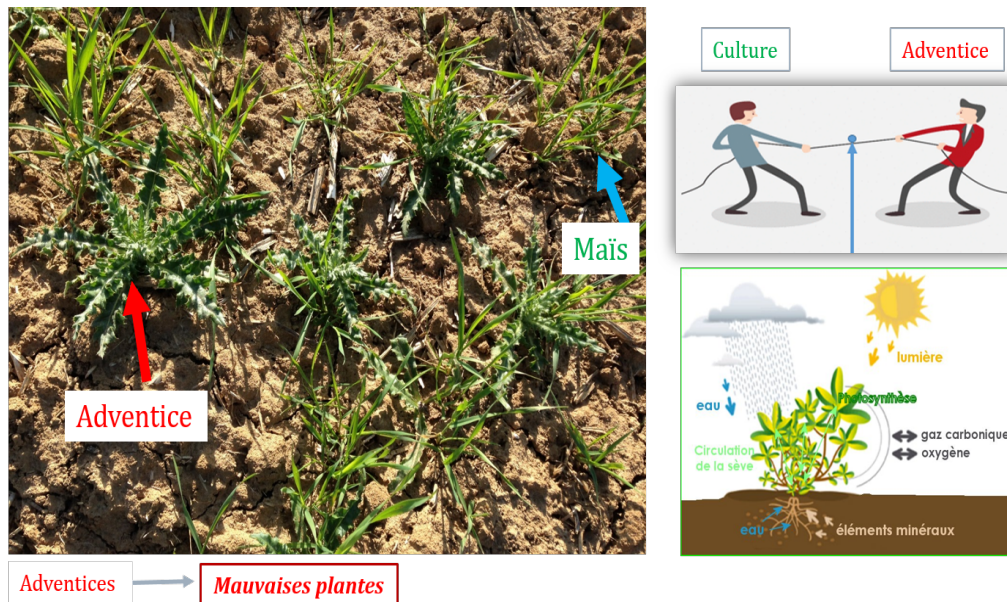 Culture
Adventice
Maïs
Adventice
Adventices
Mauvaises plantes
lumière
eau
Photosynthèse
gaz carbonique
oxygène
Circulation
de la sève
eau
éléments minéraux